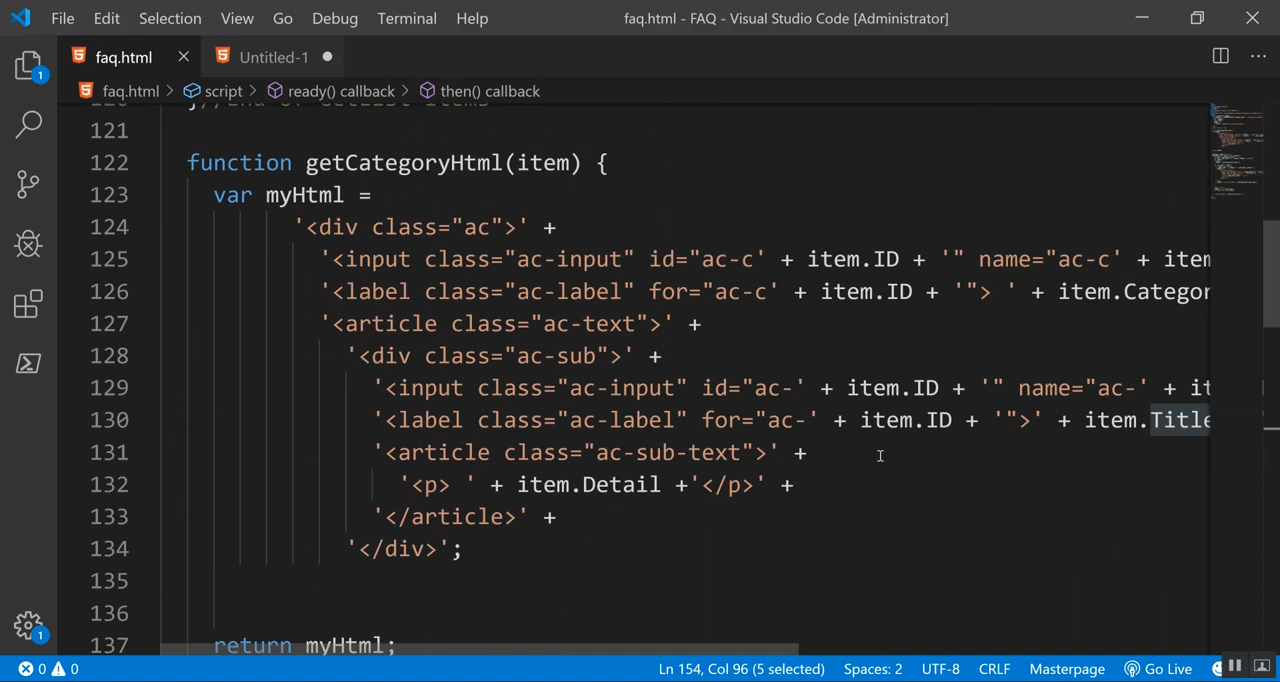 File Edit Selection View Go Debug Terminal Help faq.html - FAQ - Visual Studio Code [Administrator]
faq.html Untitled-1
faq.html > script > ready() callback > then() callback
1
121
122 function getCategoryHtml(item) {
123 var myHtml =
124 '<div class="ac">' +
125 '<input class="ac-input" id="ac-c' + item.ID + '" name="ac-c' + item
126 '<label class="ac-label" for="ac-c' + item.ID + '"> ' + item.Categor
127 '<article class="ac-text">' +
128 '<div class="ac-sub">' +
129 '<input class="ac-input" id="ac-' + item.ID + '" name="ac-' + it
130 '<label class="ac-label" for="ac-' + item.ID + '">' + item.Title
131 '<article class="ac-sub-text">' +
132 '<p> ' + item.Detail +'</p>' +
133 '</article>' +
134 '</div>';
135
136
137 return myHtml;
1
0 0 Ln 154, Col 96 (5 selected) Spaces: 2 UTF-8 CRLF Masterpage Go Live